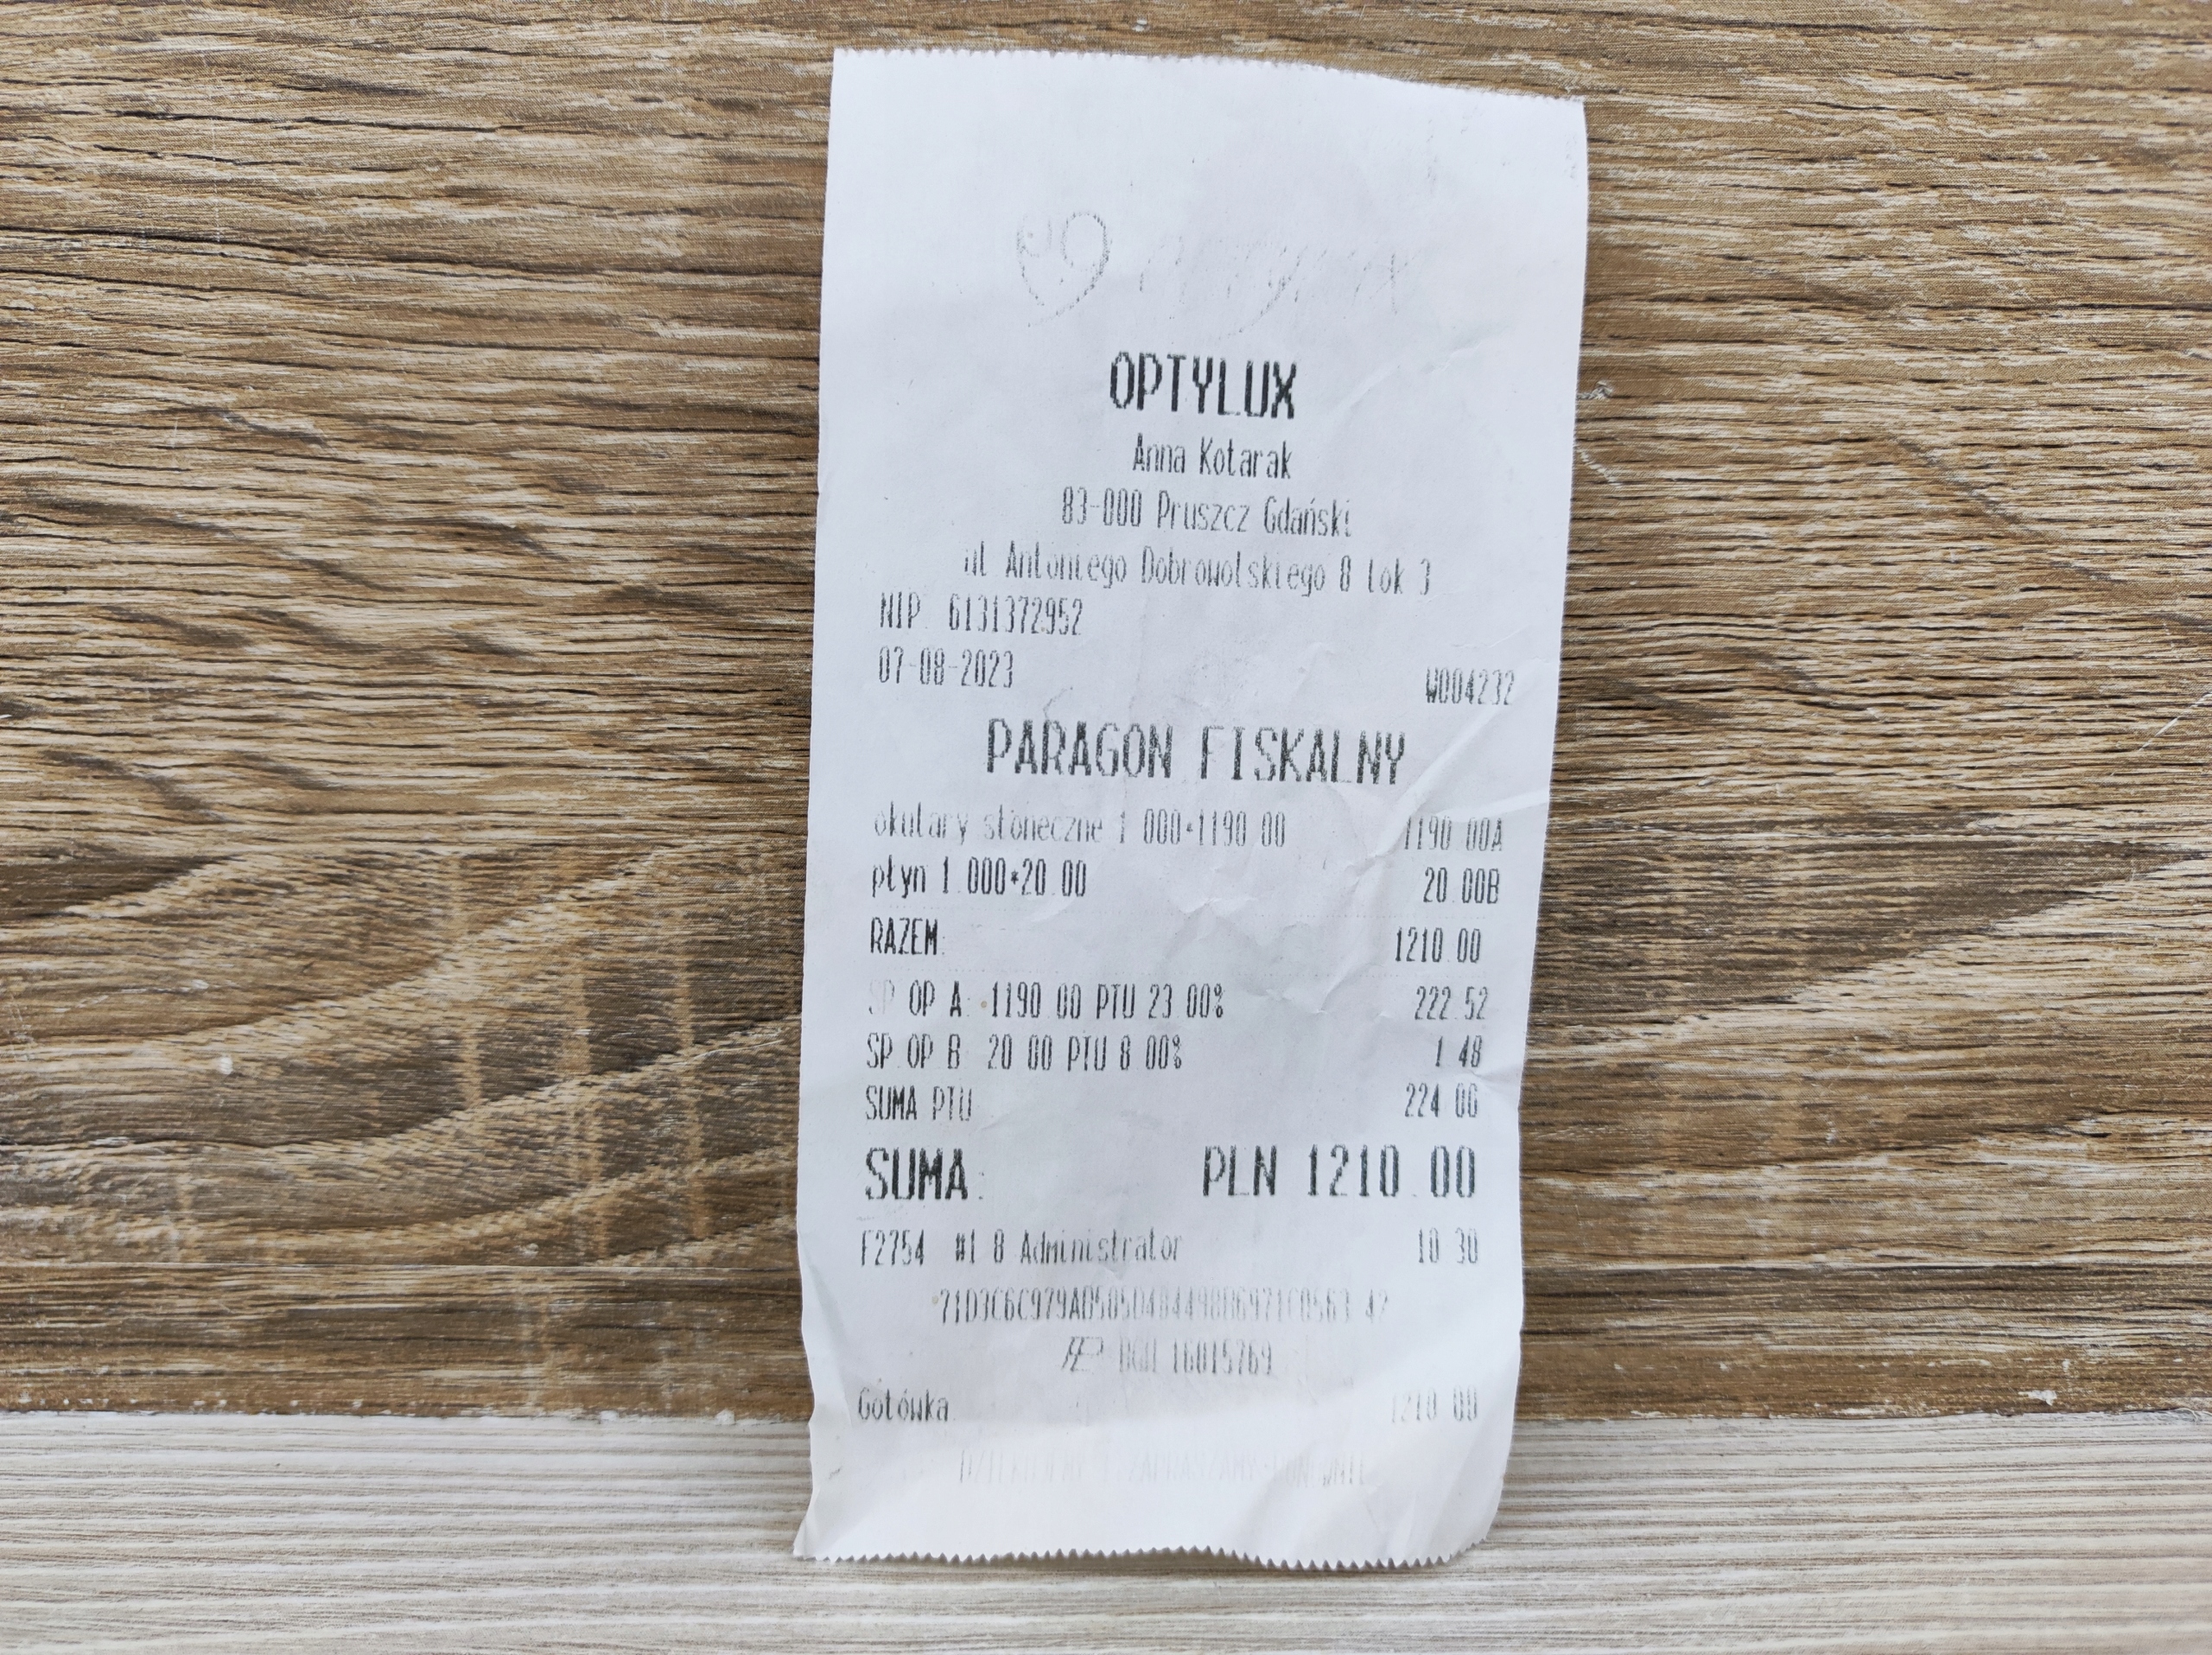 OPTYLUX
Anna Kotarak
83-000 Pruszcz Gdański
ul. Antoniego Dobrowolskiego 8 lok 3
NIP: 6131372952
07-08-2023 W004232
PARAGON FISKALNY
okulary słoneczne 1.000*1190.00 1190.00A
płyn 1.000*20.00 20.00B
RAZEM: 1210.00
SP.OP.A: 1190.00 PTU 23.00% 222.52
SP.OP.B: 20.00 PTU 8.00% 1.48
SUMA PTU 224.00
SUMA: PLN 1210.00
F2754 #1 8 Administrator 10:30
16015769
Gotówka 1210.00